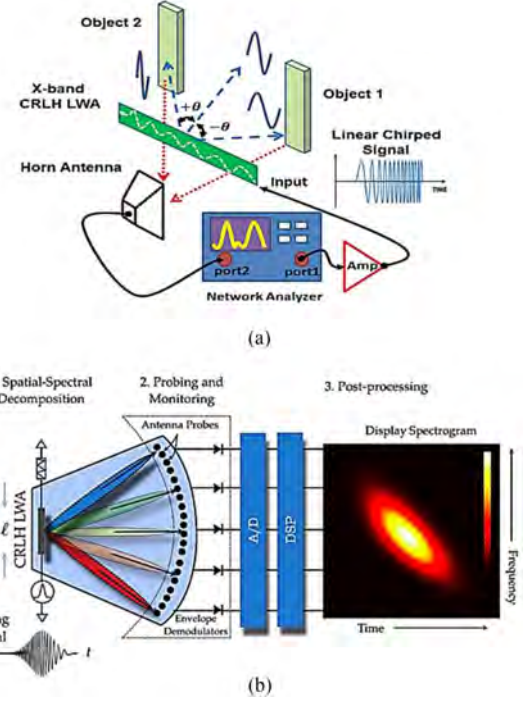 Object 2
X-band
CRLH LWA
+θ
−θ
Object 1
Horn Antenna
Linear Chirped
Signal
Input
port2
port1
Amp
Network Analyzer
(a)
Spatial-Spectral
Decomposition
2. Probing and
Monitoring
3. Post-processing
Antenna Probes
Display Spectrogram
CRLH LWA
ℓ
A/D
DSP
Frequency
Envelope
Demodulators
Time
t
(b)